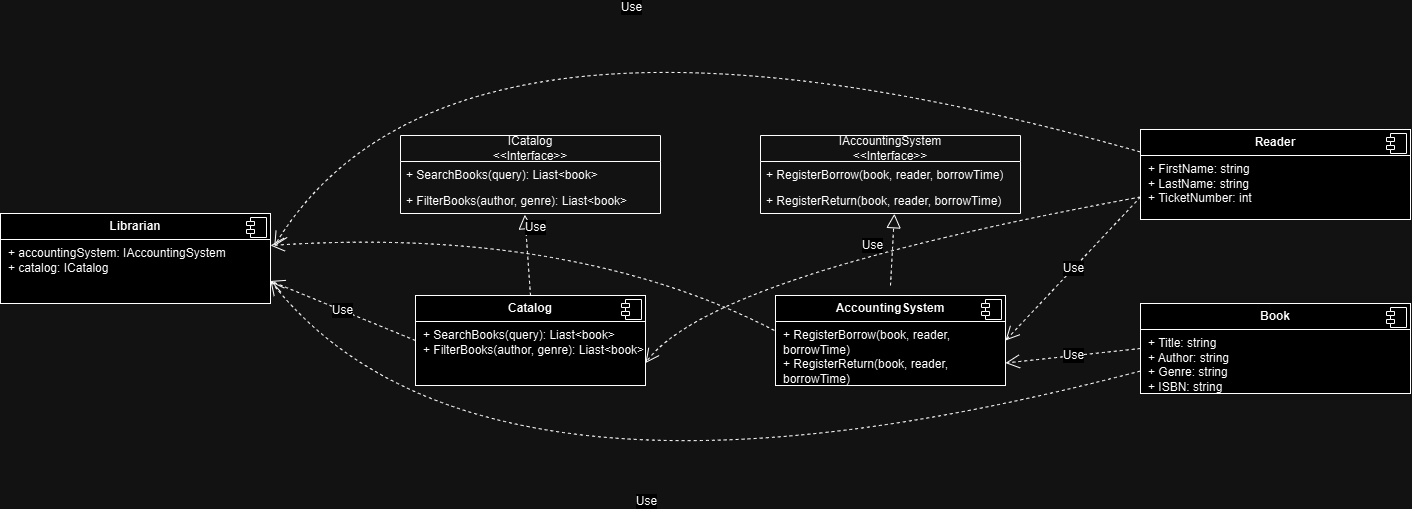 Use
ICatalog
<<Interface>>
+ SearchBooks(query): Liast<book>
+ FilterBooks(author, genre): Liast<book>
IAccountingSystem
<<Interface>>
+ RegisterBorrow(book, reader, borrowTime)
+ RegisterReturn(book, reader, borrowTime)
Reader
+ FirstName: string
+ LastName: string
+ TicketNumber: int
Librarian
+ accountingSystem: IAccountingSystem
+ catalog: ICatalog
Use
Use
Use
Use
Catalog
+ SearchBooks(query): Liast<book>
+ FilterBooks(author, genre): Liast<book>
AccountingSystem
+ RegisterBorrow(book, reader,
borrowTime)
+ RegisterReturn(book, reader,
borrowTime)
Use
Book
+ Title: string
+ Author: string
+ Genre: string
+ ISBN: string
Use